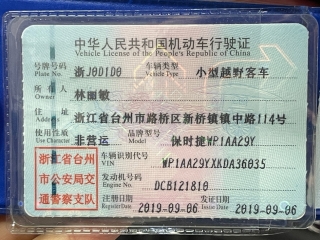 中华人民共和国机动车行驶证
Vehicle License of the People's Republic of China
号牌号码 浙J0D1D0 车辆类型 小型越野客车
Plate No. Vehicle Type
所有人 林丽敏
Owner
住址 浙江省台州市路桥区新桥镇镇中路114号
Address
使用性质 非营运 品牌型号 保时捷WP1AA29Y
Use Character Model
浙江省台州 车辆识别代号 WP1AA29YXKDA36035
VIN
市公安局交 发动机号码 DCB121810
Engine No.
通警察支队 注册日期 2019-09-06 发证日期 2019-09-06
Register Date Issue Date